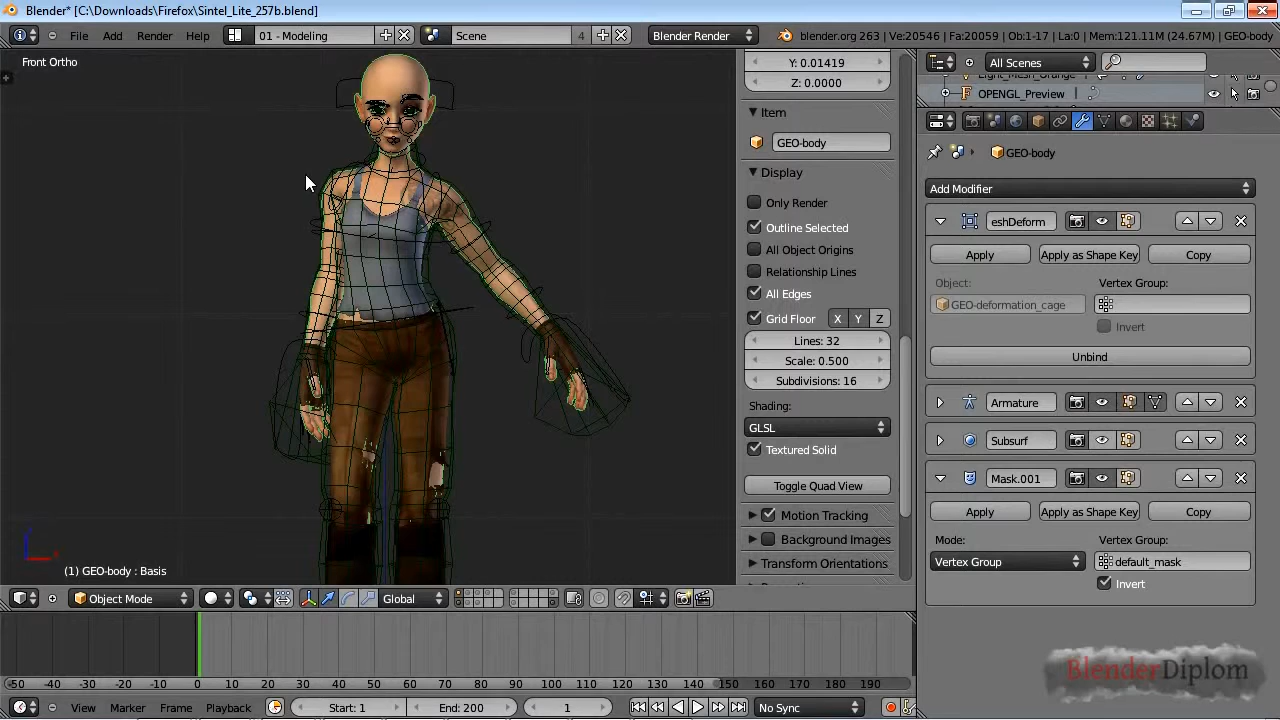 Blender* [C:\Downloads\Firefox\Sintel_Lite_257b.blend]
File Add Render Help 01 - Modeling Scene 4 Blender Render blender.org 263 | Ve:20546 | Fa:20059 | Ob:1-17 | La:0 | Mem:121.11M (24.67M) | GEO-body
Front Ortho
Y: 0.01419
Z: 0.0000
Item
GEO-body
Display
Only Render
Outline Selected
All Object Origins
Relationship Lines
All Edges
Grid Floor X Y Z
Lines: 32
Scale: 0.500
Subdivisions: 16
Shading:
GLSL
Textured Solid
Toggle Quad View
Motion Tracking
Background Images
Transform Orientations
All Scenes
Light_Mesh_Orange
OPENGL_Preview
GEO-body
Add Modifier
eshDeform
Apply Apply as Shape Key Copy
Object: Vertex Group:
GEO-deformation_cage
Invert
Unbind
Armature
Subsurf
Mask.001
Apply Apply as Shape Key Copy
Mode: Vertex Group:
Vertex Group default_mask
Invert
(1) GEO-body : Basis
Object Mode Global
-50 -40 -30 -20 -10 0 10 20 30 40 50 60 70 80 90 100 110 120 130 140 150 160 170 180 190
View Marker Frame Playback Start: 1 End: 200 1 No Sync
BlenderDiplom